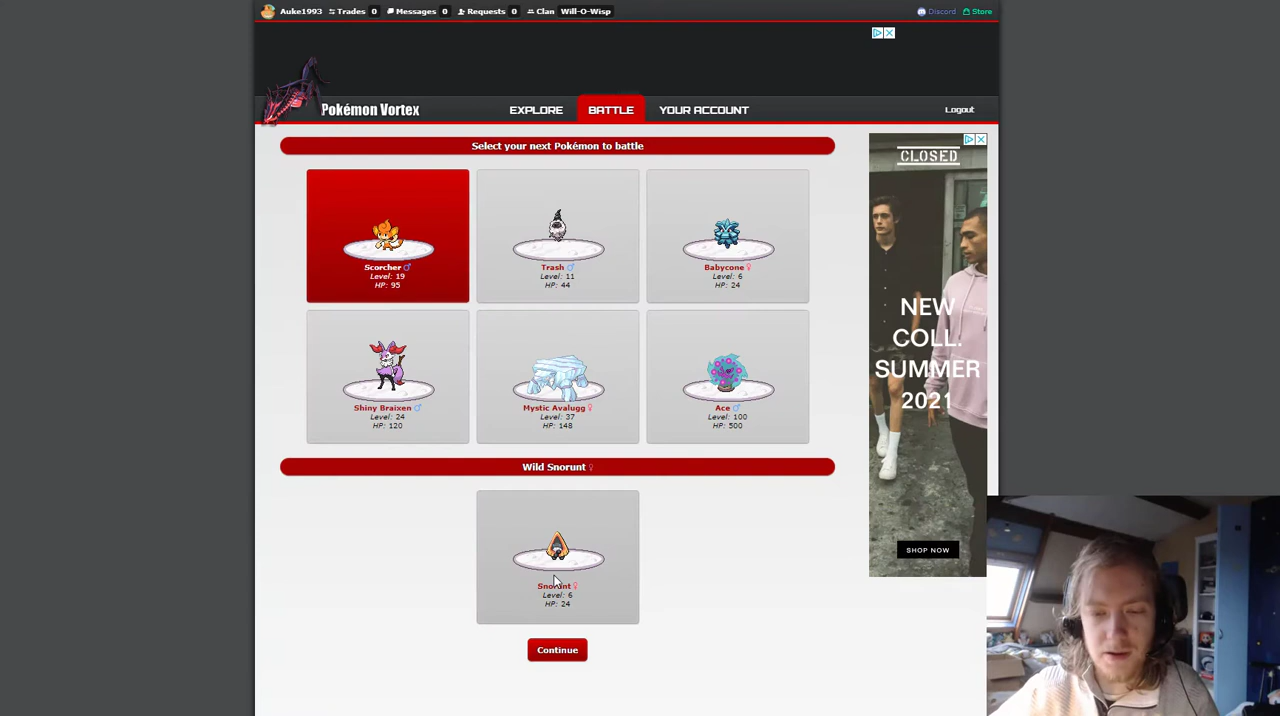 Auke1993 Trades 0 Messages 0 Requests 0 Clan Will-O-Wisp Discord Store
Pokémon Vortex EXPLORE BATTLE YOUR ACCOUNT Logout
Select your next Pokémon to battle
Scorcher ♂
Level: 19
HP: 95
Trash ♂
Level: 11
HP: 44
Babycone ♀
Level: 6
HP: 24
Shiny Braixen ♂
Level: 24
HP: 120
Mystic Avalugg ♀
Level: 37
HP: 148
Ace ♂
Level: 100
HP: 500
Wild Snorunt ♀
Snorunt ♀
Level: 6
HP: 24
Continue
CLOSED
NEW
COLL.
SUMMER
2021
SHOP NOW